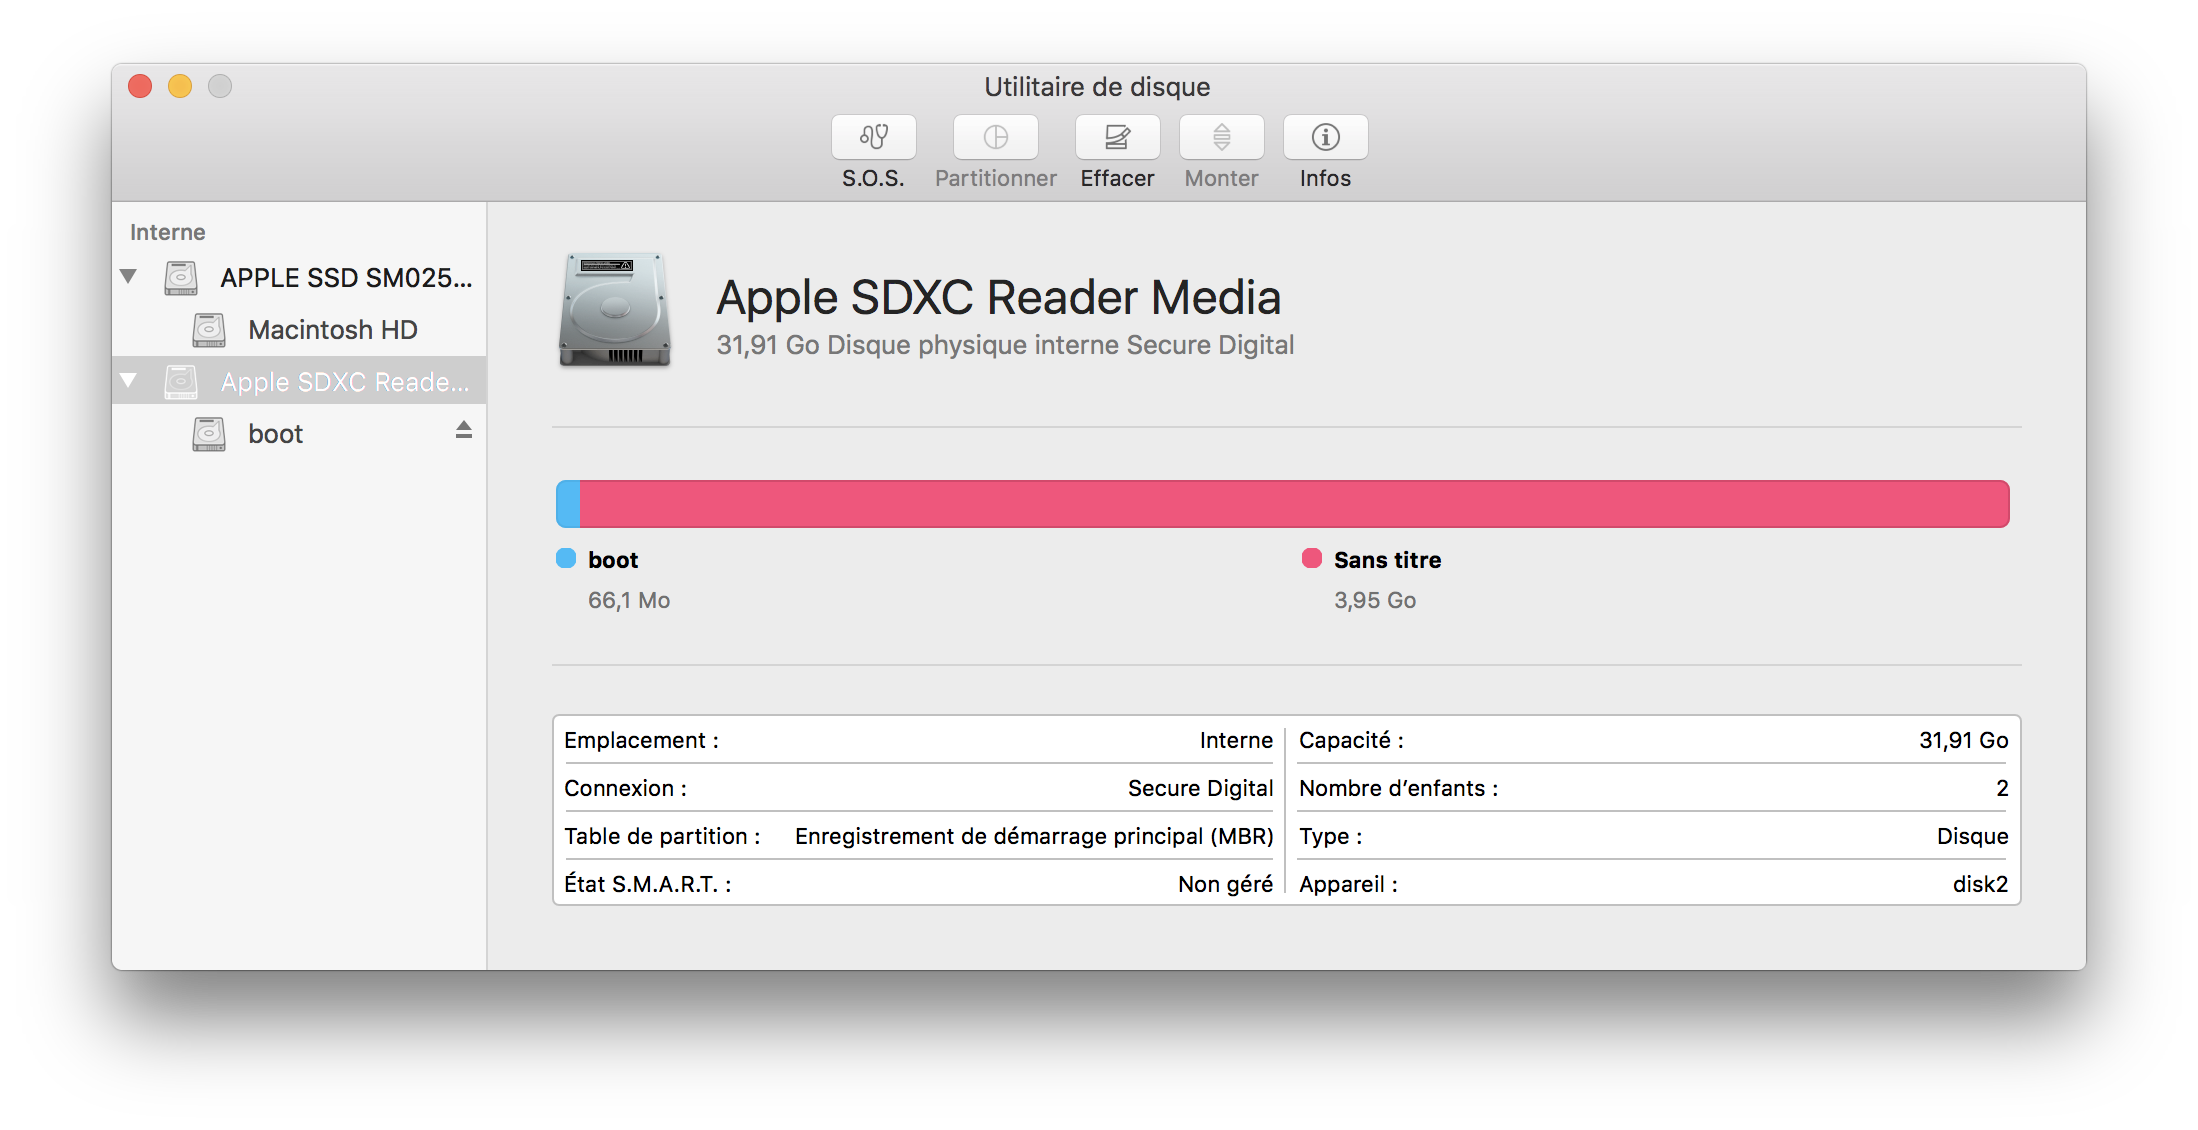 Utilitaire de disque
S.O.S. Partitionner Effacer Monter Infos
Interne
APPLE SSD SM025...
Macintosh HD
Apple SDXC Reade...
boot
Apple SDXC Reader Media
31,91 Go Disque physique interne Secure Digital
boot
66,1 Mo
Sans titre
3,95 Go
Emplacement : Interne
Connexion : Secure Digital
Table de partition : Enregistrement de démarrage principal (MBR)
État S.M.A.R.T. : Non géré
Capacité : 31,91 Go
Nombre d’enfants : 2
Type : Disque
Appareil : disk2